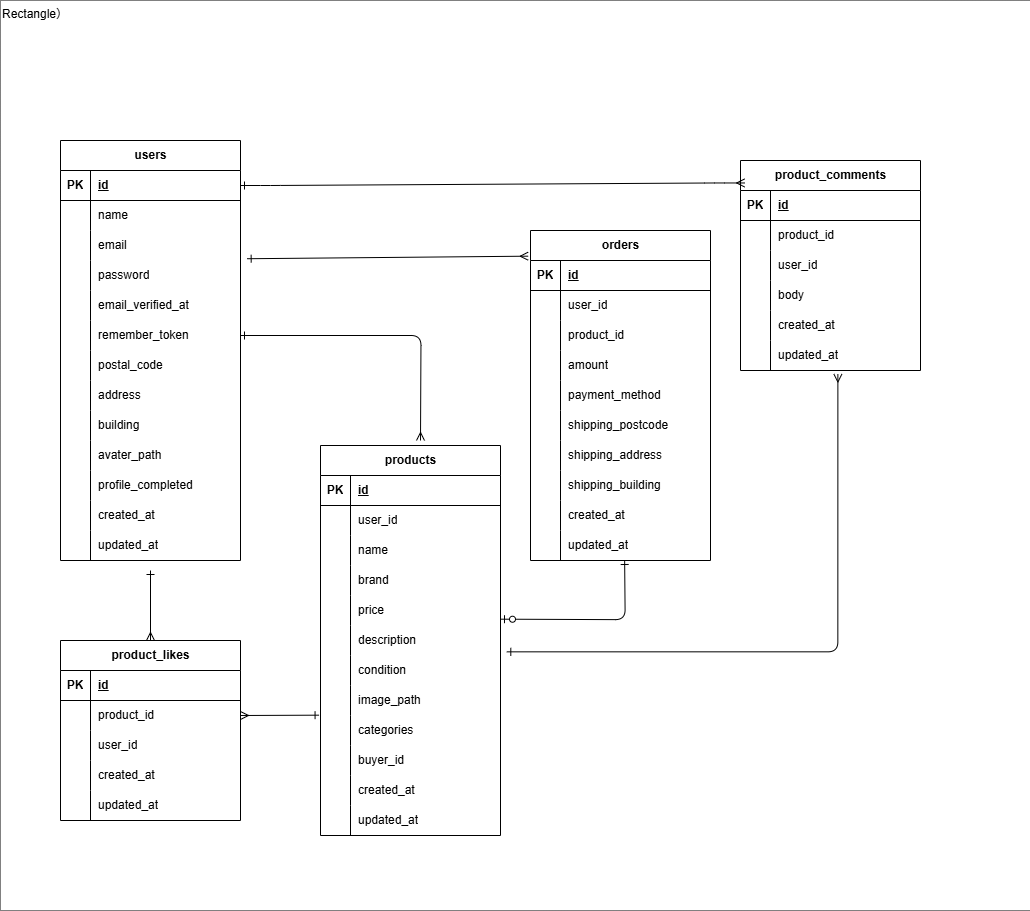 Rectangle）
users
PK id
name
email
password
email_verified_at
remember_token
postal_code
address
building
avater_path
profile_completed
created_at
updated_at
product_comments
PK id
product_id
user_id
body
created_at
updated_at
orders
PK id
user_id
product_id
amount
payment_method
shipping_postcode
shipping_address
shipping_building
created_at
updated_at
products
PK id
user_id
name
brand
price
description
condition
image_path
categories
buyer_id
created_at
updated_at
product_likes
PK id
product_id
user_id
created_at
updated_at